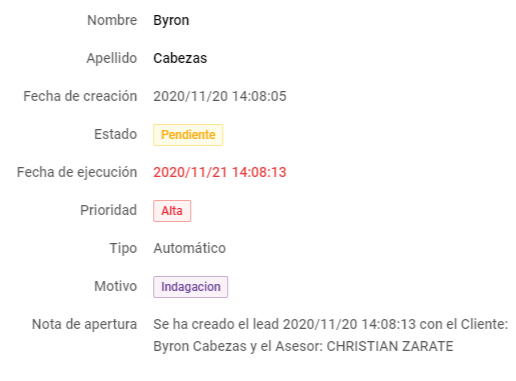 Nombre Byron
Apellido Cabezas
Fecha de creación 2020/11/20 14:08:05
Estado Pendiente
Fecha de ejecución 2020/11/21 14:08:13
Prioridad Alta
Tipo Automático
Motivo Indagacion
Nota de apertura Se ha creado el lead 2020/11/20 14:08:13 con el Cliente:
Byron Cabezas y el Asesor: CHRISTIAN ZARATE